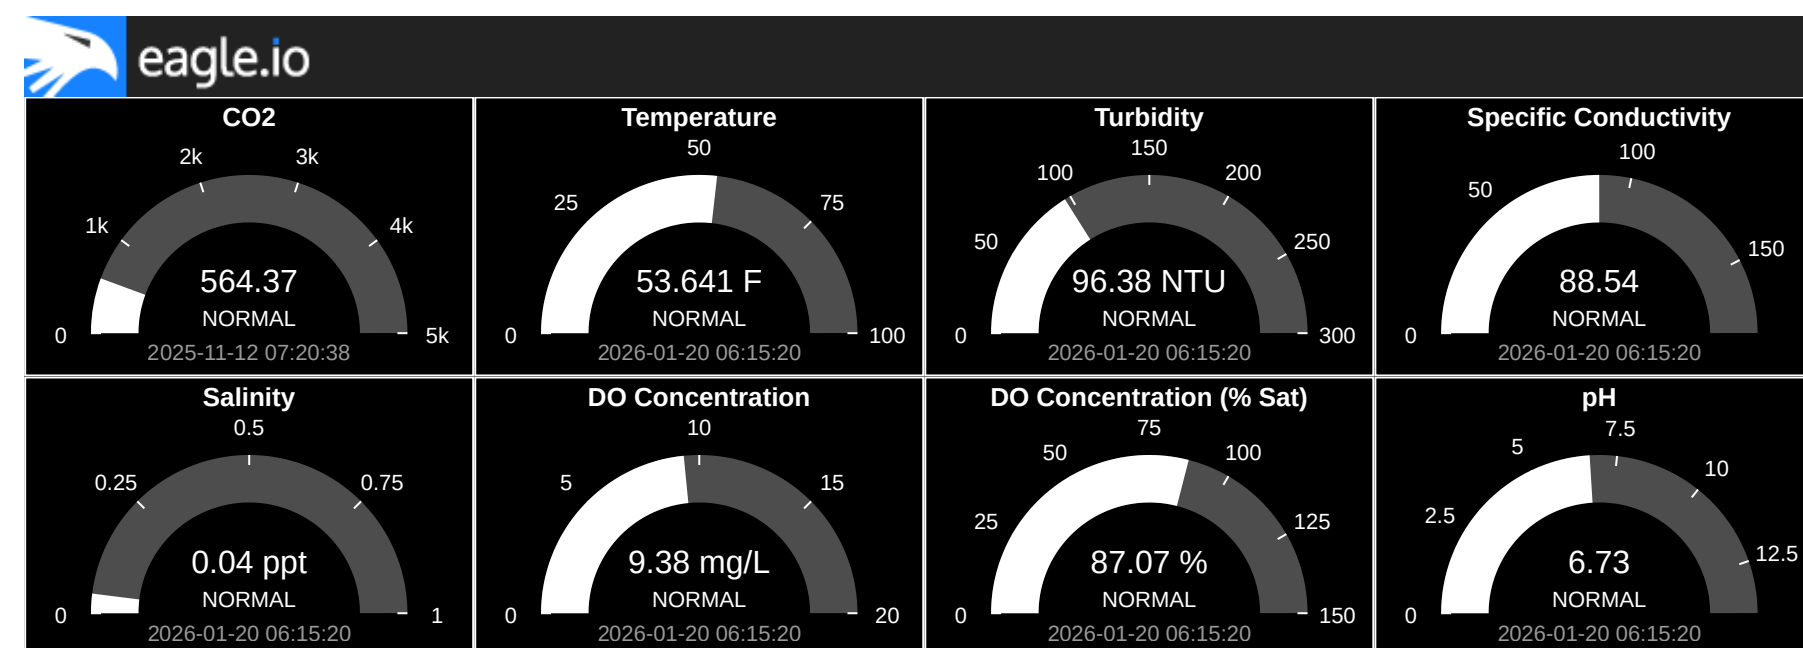 eagle.io
CO2
2k 3k
1k 4k
564.37
NORMAL
0 5k
2025-11-12 07:20:38
Temperature
50
25 75
53.641 F
NORMAL
0 100
2026-01-20 06:15:20
Turbidity
150
100 200
50 250
96.38 NTU
NORMAL
0 300
2026-01-20 06:15:20
Specific Conductivity
100
50
150
88.54
NORMAL
0
2026-01-20 06:15:20
Salinity
0.5
0.25 0.75
0.04 ppt
NORMAL
0 1
2026-01-20 06:15:20
DO Concentration
10
5 15
9.38 mg/L
NORMAL
0 20
2026-01-20 06:15:20
DO Concentration (% Sat)
75
50 100
25 125
87.07 %
NORMAL
0 150
2026-01-20 06:15:20
pH
7.5
5
10
2.5
12.5
6.73
NORMAL
0
2026-01-20 06:15:20